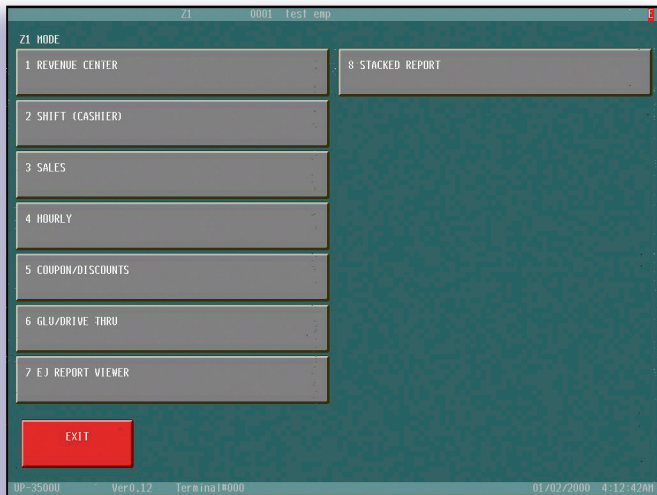 Z1 0001 Test emp E
Z1 MODE
1 REVENUE CENTER
8 STACKED REPORT
2 SHIFT (CASHIER)
3 SALES
4 HOURLY
5 COUPON/DISCOUNTS
6 GLU/DRIVE THRU
7 EJ REPORT VIEWER
EXIT
UP-3500U Ver0.12 Terminal#000 01/02/2000 4:12:42AM